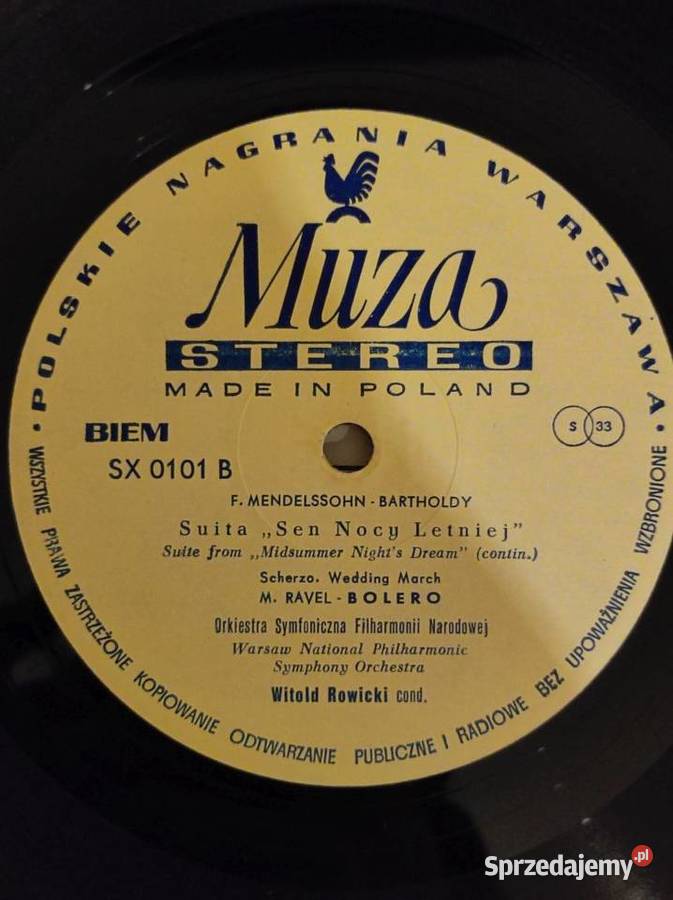 • POLSKIE NAGRANIA WARSZAWA •
Muza
STEREO
MADE IN POLAND
BIEM
S 33
SX 0101 B
F. MENDELSSOHN - BARTHOLDY
Suita „Sen Nocy Letniej”
Suite from „Midsummer Night's Dream” (contin.)
Scherzo. Wedding March
M. RAVEL - BOLERO
Orkiestra Symfoniczna Filharmonii Narodowej
Warsaw National Philharmonic
Symphony Orchestra
Witold Rowicki cond.
WSZYSTKIE PRAWA ZASTRZEŻONE KOPIOWANIE ODTWARZANIE PUBLICZNE I RADIOWE BEZ UPOWAŻNIENIA WZBRONIONE
Sprzedajemy.pl